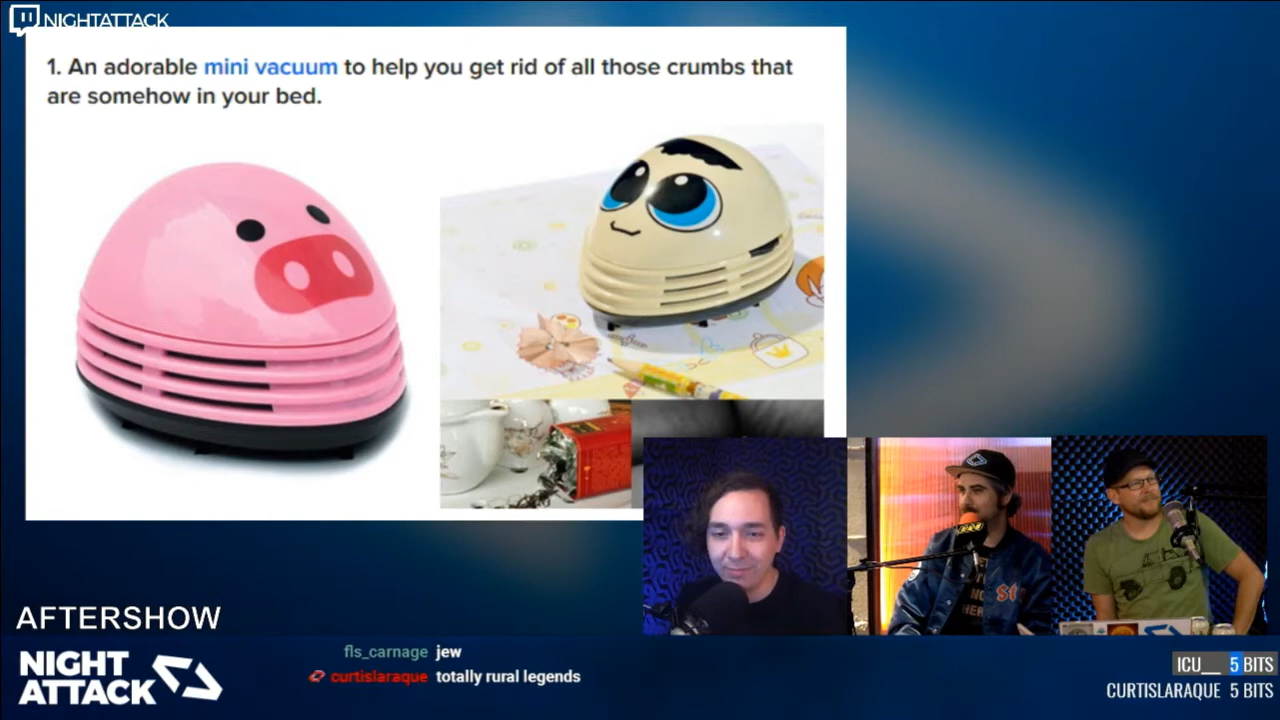 NIGHTATTACK
1. An adorable mini vacuum to help you get rid of all those crumbs that
are somehow in your bed.
AFTERSHOW
NIGHT
ATTACK
fls_carnage jew
curtislaraque totally rural legends
ICU__ 5 BITS
CURTISLARAQUE 5 BITS